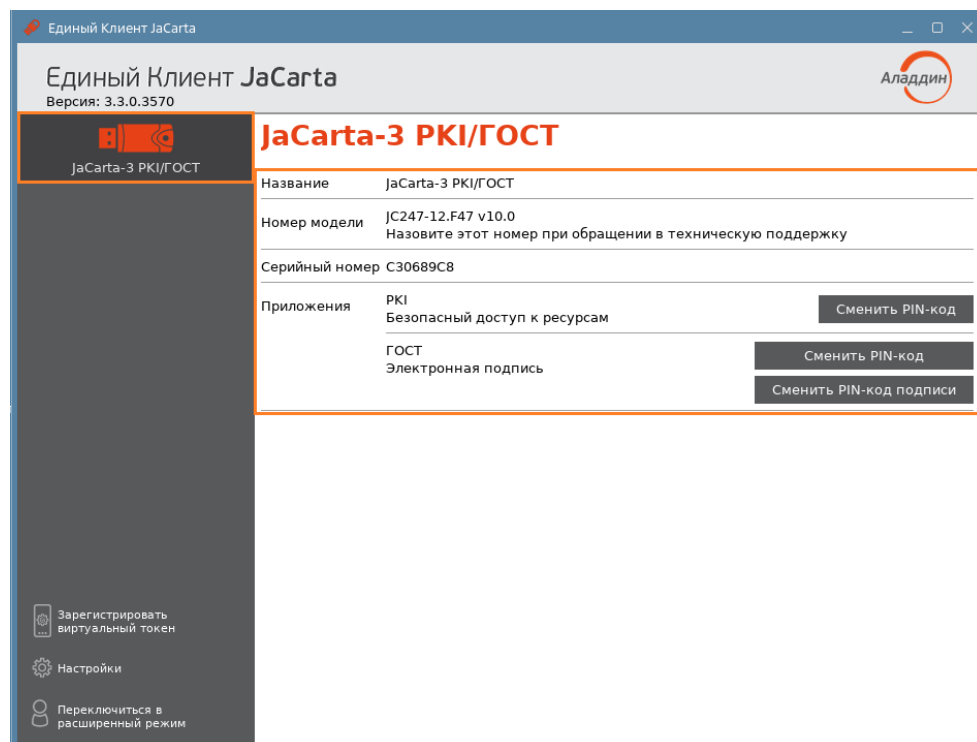 Единый Клиент JaCarta
Единый Клиент JaCarta
Версия: 3.3.0.3570
Аладдин
JaCarta-3 PKI/ГОСТ
JaCarta-3 PKI/ГОСТ
Название JaCarta-3 PKI/ГОСТ
Номер модели JC247-12.F47 v10.0
Назовите этот номер при обращении в техническую поддержку
Серийный номер C30689C8
Приложения PKI
Безопасный доступ к ресурсам
Сменить PIN-код
ГОСТ
Электронная подпись
Сменить PIN-код
Сменить PIN-код подписи
Зарегистрировать
виртуальный токен
Настройки
Переключиться в
расширенный режим